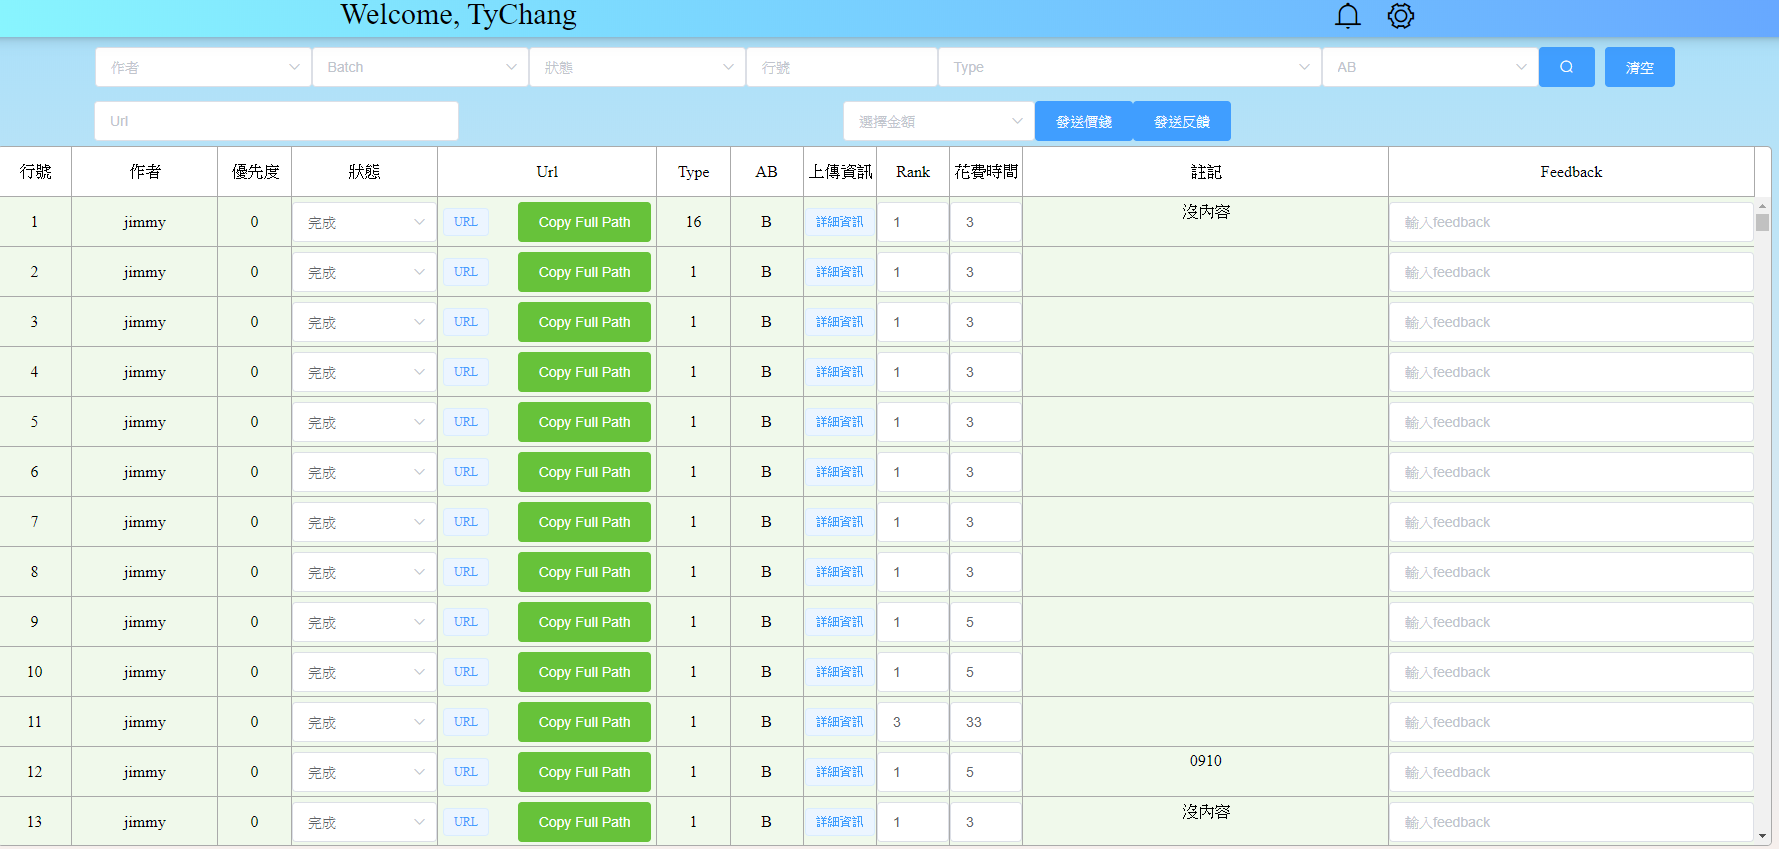 Welcome, TyChang
作者 Batch 狀態 行號 Type AB 清空
Url 選擇金額 發送價錢 發送反饋
行號 作者 優先度 狀態 Url Type AB 上傳資訊 Rank 花費時間 註記 Feedback
1 jimmy 0 完成 URL Copy Full Path 16 B 詳細資訊 1 3 沒內容 輸入feedback
2 jimmy 0 完成 URL Copy Full Path 1 B 詳細資訊 1 3 輸入feedback
3 jimmy 0 完成 URL Copy Full Path 1 B 詳細資訊 1 3 輸入feedback
4 jimmy 0 完成 URL Copy Full Path 1 B 詳細資訊 1 3 輸入feedback
5 jimmy 0 完成 URL Copy Full Path 1 B 詳細資訊 1 3 輸入feedback
6 jimmy 0 完成 URL Copy Full Path 1 B 詳細資訊 1 3 輸入feedback
7 jimmy 0 完成 URL Copy Full Path 1 B 詳細資訊 1 3 輸入feedback
8 jimmy 0 完成 URL Copy Full Path 1 B 詳細資訊 1 3 輸入feedback
9 jimmy 0 完成 URL Copy Full Path 1 B 詳細資訊 1 5 輸入feedback
10 jimmy 0 完成 URL Copy Full Path 1 B 詳細資訊 1 5 輸入feedback
11 jimmy 0 完成 URL Copy Full Path 1 B 詳細資訊 3 33 輸入feedback
12 jimmy 0 完成 URL Copy Full Path 1 B 詳細資訊 1 5 0910 輸入feedback
13 jimmy 0 完成 URL Copy Full Path 1 B 詳細資訊 1 3 沒內容 輸入feedback